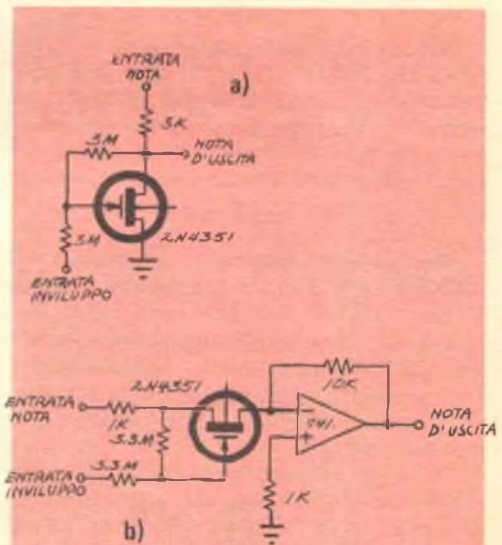 ENTRATA
NOTA
a)
5K
.5M
NOTA
D'USCITA
.5M
2N4351
ENTRATA
INVILUPPO
2N4351
10K
ENTRATA
NOTA
1K
3.3M
741
NOTA
D'USCITA
ENTRATA
INVILUPPO
3.3M
1K
b)